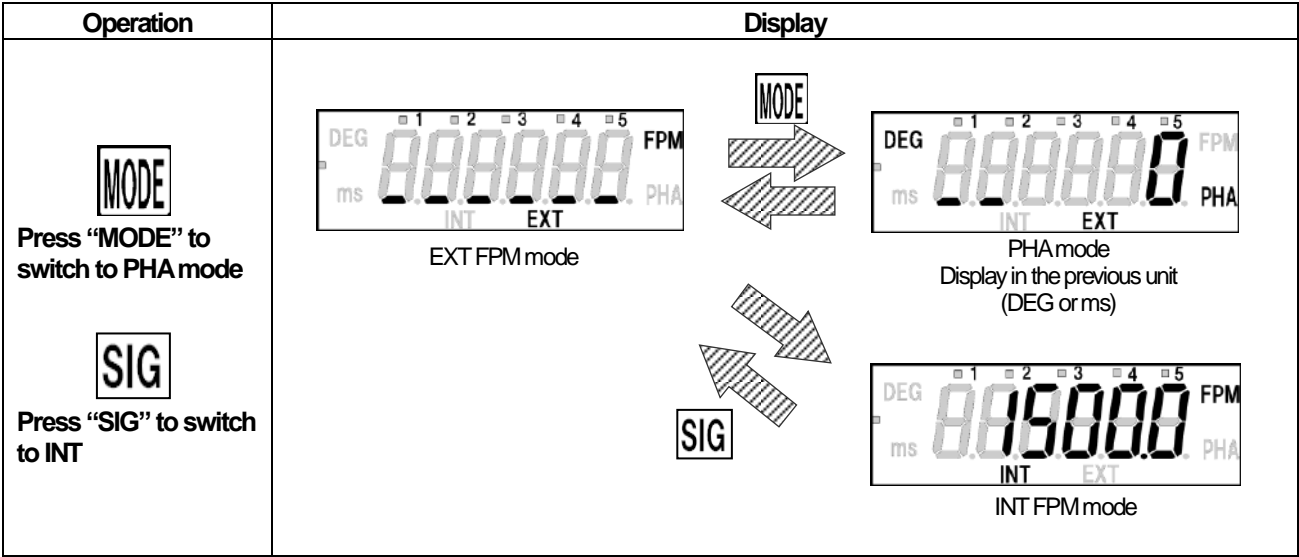 Operation
Display
MODE
Press “MODE” to
switch to PHA mode
SIG
Press “SIG” to switch
to INT
1 2 3 4 5
DEG FPM
ms PHA
INT EXT
EXT FPM mode
MODE
1 2 3 4 5
DEG 0 FPM
ms PHA
INT EXT
PHA mode
Display in the previous unit
(DEG or ms)
SIG
1 2 3 4 5
DEG 1500.0 FPM
ms PHA
INT EXT
INT FPM mode